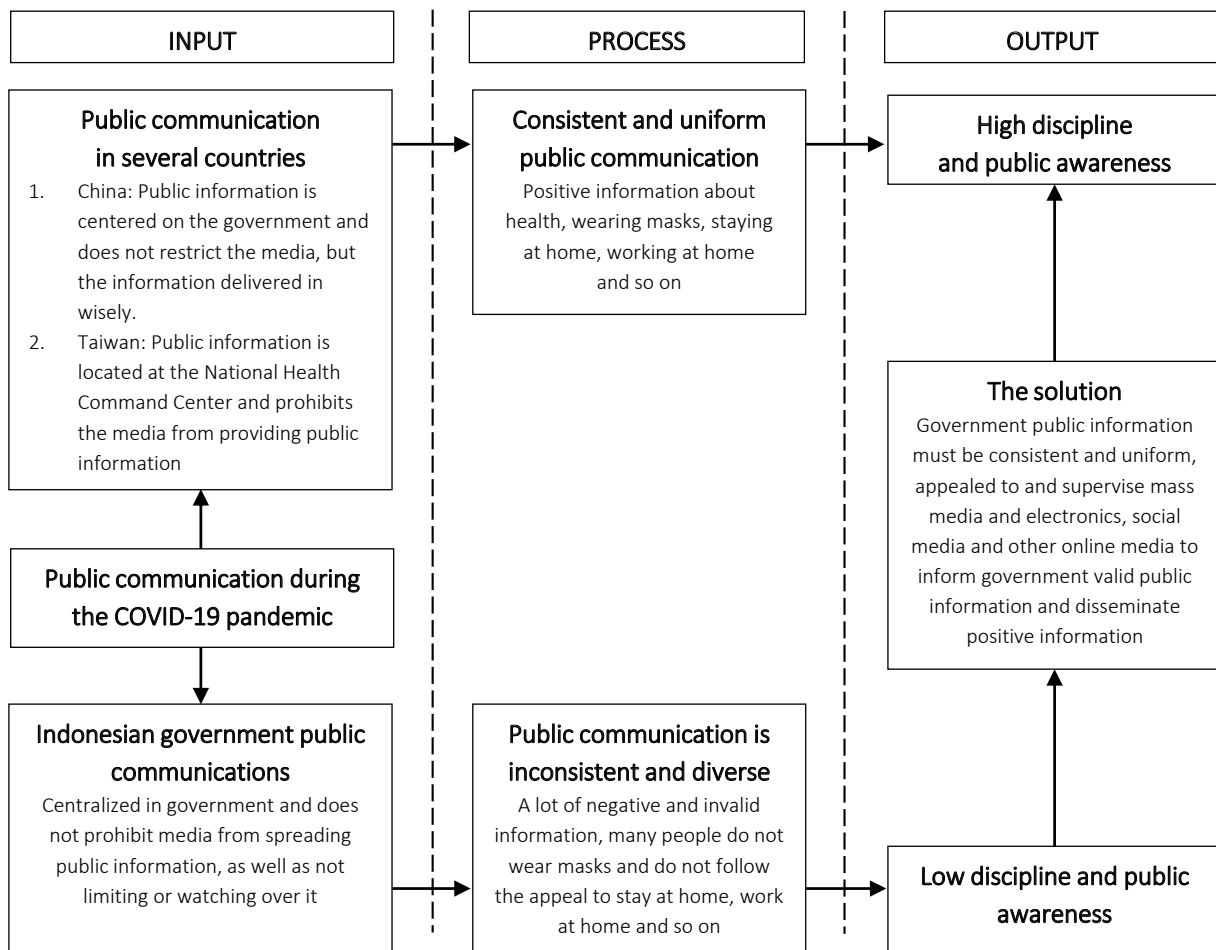 INPUT
PROCESS
OUTPUT
Public communication
in several countries
1. China: Public information is
centered on the government and
does not restrict the media, but
the information delivered in
wisely.
2. Taiwan: Public information is
located at the National Health
Command Center and prohibits
the media from providing public
information
Consistent and uniform
public communication
Positive information about
health, wearing masks, staying
at home, working at home
and so on
High discipline
and public awareness
The solution
Government public information
must be consistent and uniform,
appealed to and supervise mass
media and electronics, social
media and other online media to
inform government valid public
information and disseminate
positive information
Public communication during
the COVID-19 pandemic
Indonesian government public
communications
Centralized in government and does
not prohibit media from spreading
public information, as well as not
limiting or watching over it
Public communication is
inconsistent and diverse
A lot of negative and invalid
information, many people do not
wear masks and do not follow
the appeal to stay at home, work
at home and so on
Low discipline and public
awareness